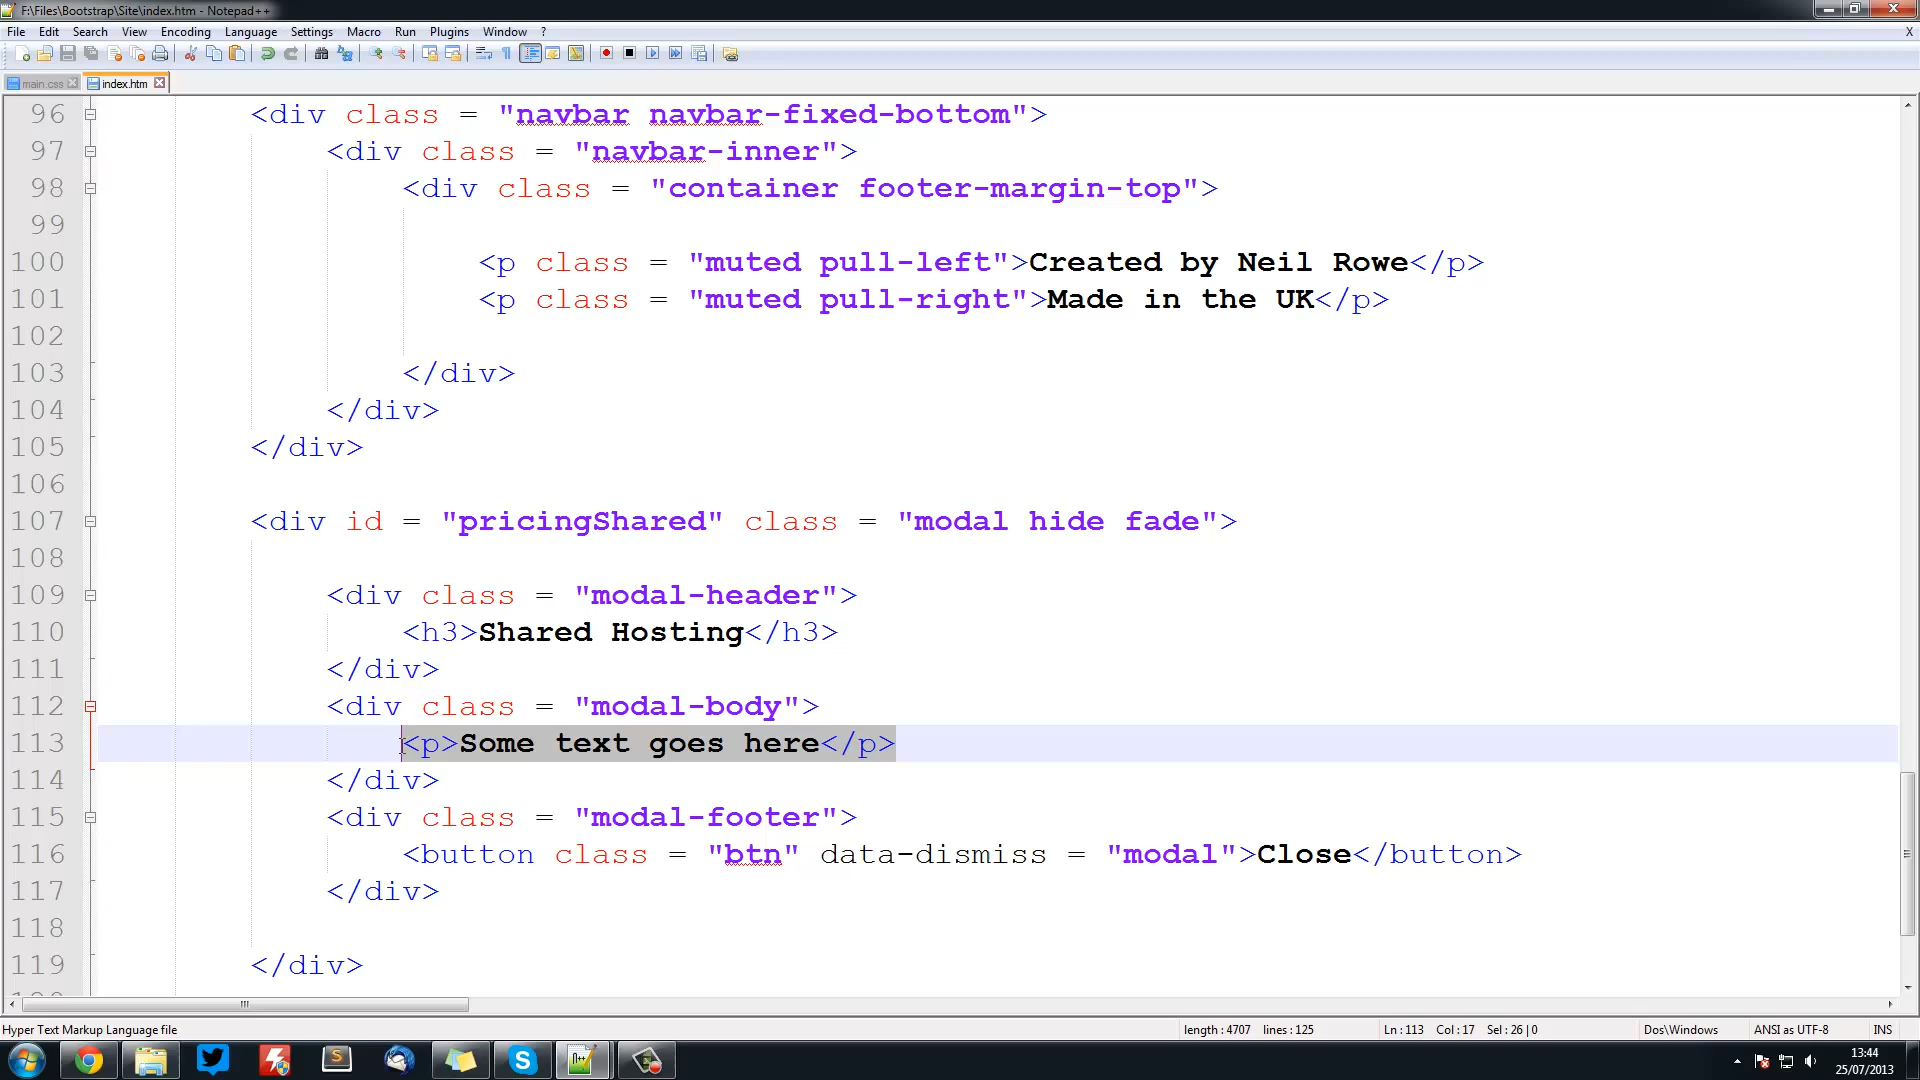 F:\Files\Bootstrap\Site\index.htm - Notepad++
File Edit Search View Encoding Language Settings Macro Run Plugins Window ? X
main.css index.htm
96 <div class = "navbar navbar-fixed-bottom">
97 <div class = "navbar-inner">
98 <div class = "container footer-margin-top">
99
100 <p class = "muted pull-left">Created by Neil Rowe</p>
101 <p class = "muted pull-right">Made in the UK</p>
102
103 </div>
104 </div>
105 </div>
106
107 <div id = "pricingShared" class = "modal hide fade">
108
109 <div class = "modal-header">
110 <h3>Shared Hosting</h3>
111 </div>
112 <div class = "modal-body">
113 <p>Some text goes here</p>
114 </div>
115 <div class = "modal-footer">
116 <button class = "btn" data-dismiss = "modal">Close</button>
117 </div>
118
119 </div>
Hyper Text Markup Language file length : 4707 lines : 125 Ln : 113 Col : 17 Sel : 26 | 0 Dos\Windows ANSI as UTF-8 INS
13:44
25/07/2013